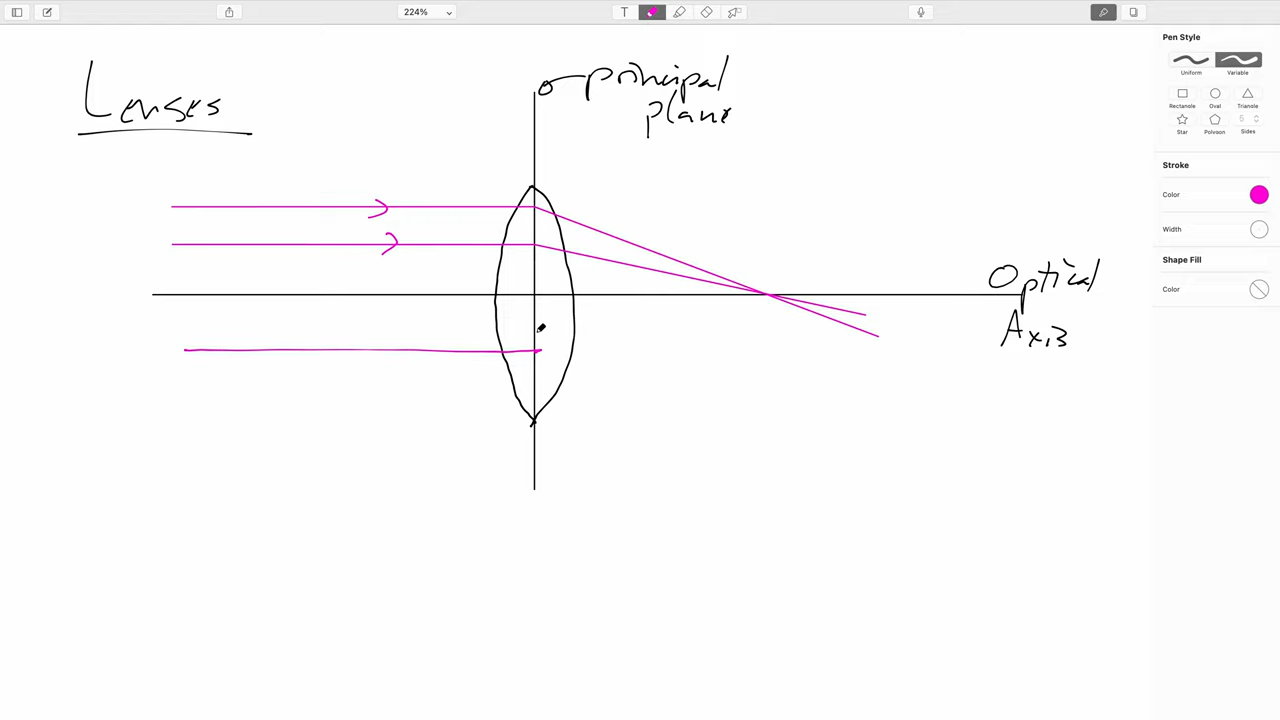 224%
T
Pen Style
Uniform Variable
Rectangle Oval Triangle
Star Polygon 5 Sides
Stroke
Color
Width
Shape Fill
Color
Lenses
principal
plane
Optical
Axis